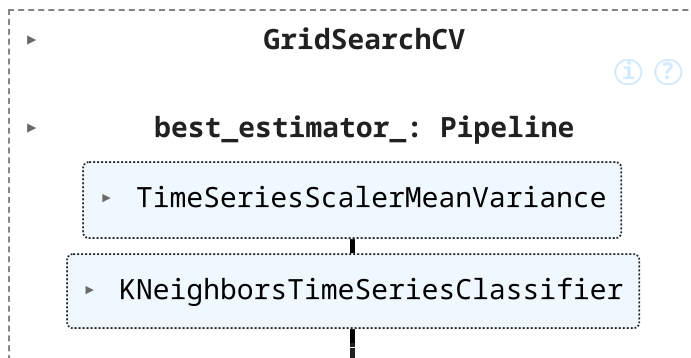 GridSearchCV
i ?
best_estimator_: Pipeline
TimeSeriesScalerMeanVariance
KNeighborsTimeSeriesClassifier